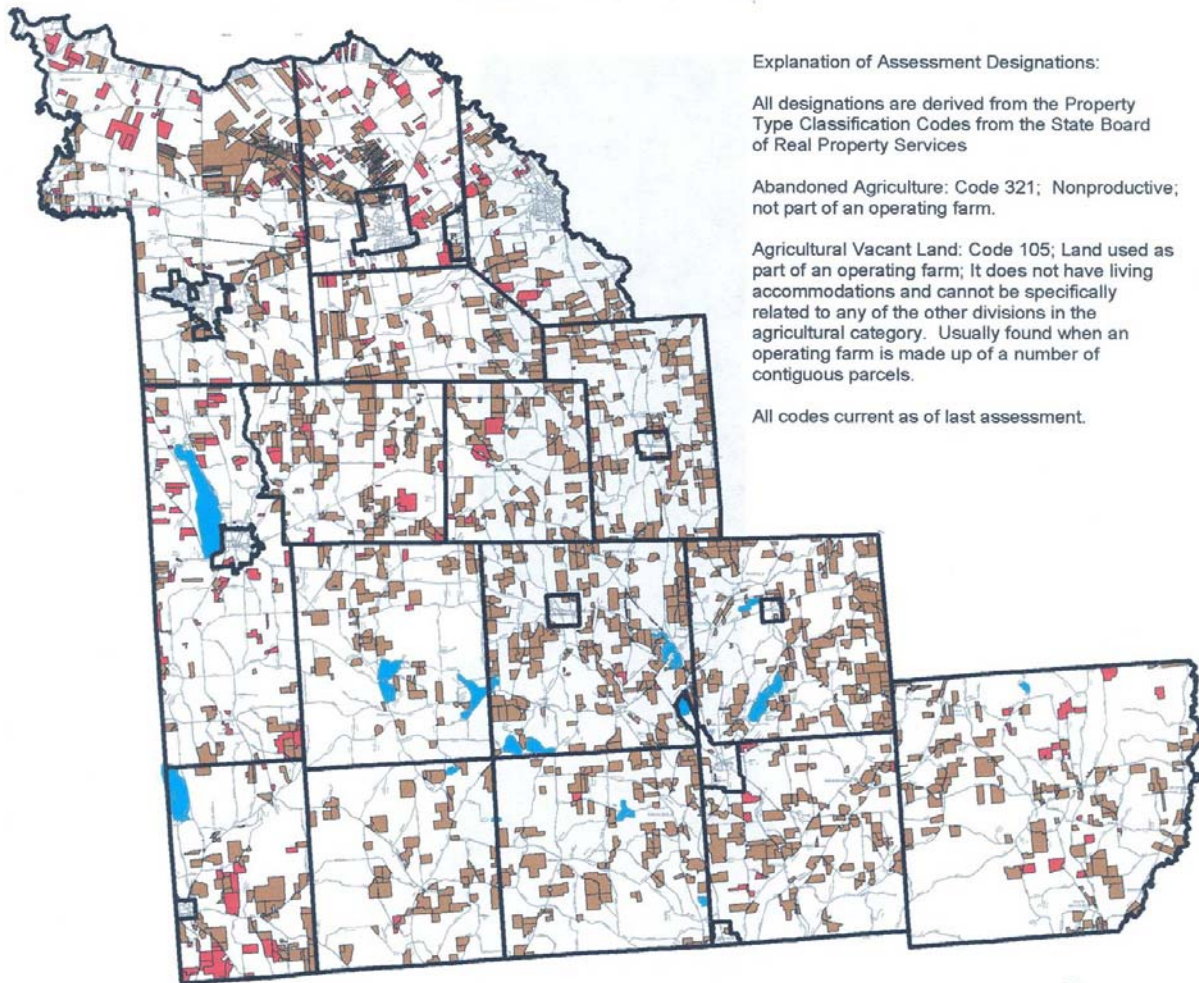 Explanation of Assessment Designations:
All designations are derived from the Property
Type Classification Codes from the State Board
of Real Property Services
Abandoned Agriculture: Code 321; Nonproductive;
not part of an operating farm.
Agricultural Vacant Land: Code 105; Land used as
part of an operating farm; It does not have living
accommodations and cannot be specifically
related to any of the other divisions in the
agricultural category. Usually found when an
operating farm is made up of a number of
contiguous parcels.
All codes current as of last assessment.